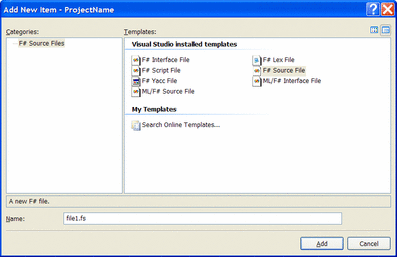 Add New Item - ProjectName
Categories:
Templates:
F# Source Files
Visual Studio installed templates
F# Interface File
F# Lex File
F# Script File
F# Source File
F# Yacc File
ML/F# Interface File
ML/F# Source File
My Templates
Search Online Templates...
A new F# file.
Name:
file1.fs
Add
Cancel